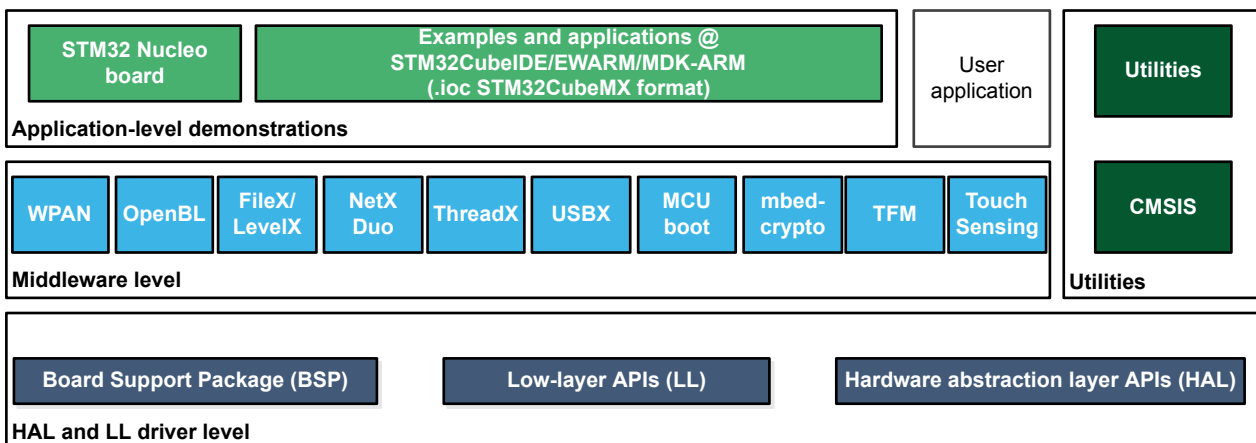 STM32 Nucleo
board
Examples and applications @
STM32CubeIDE/EWARM/MDK-ARM
(.ioc STM32CubeMX format)
Application-level demonstrations
User
application
Utilities
CMSIS
Utilities
WPAN
OpenBL
FileX/
LevelX
NetX
Duo
ThreadX
USBX
MCU
boot
mbed-
crypto
TFM
Touch
Sensing
Middleware level
Board Support Package (BSP)
Low-layer APIs (LL)
Hardware abstraction layer APIs (HAL)
HAL and LL driver level